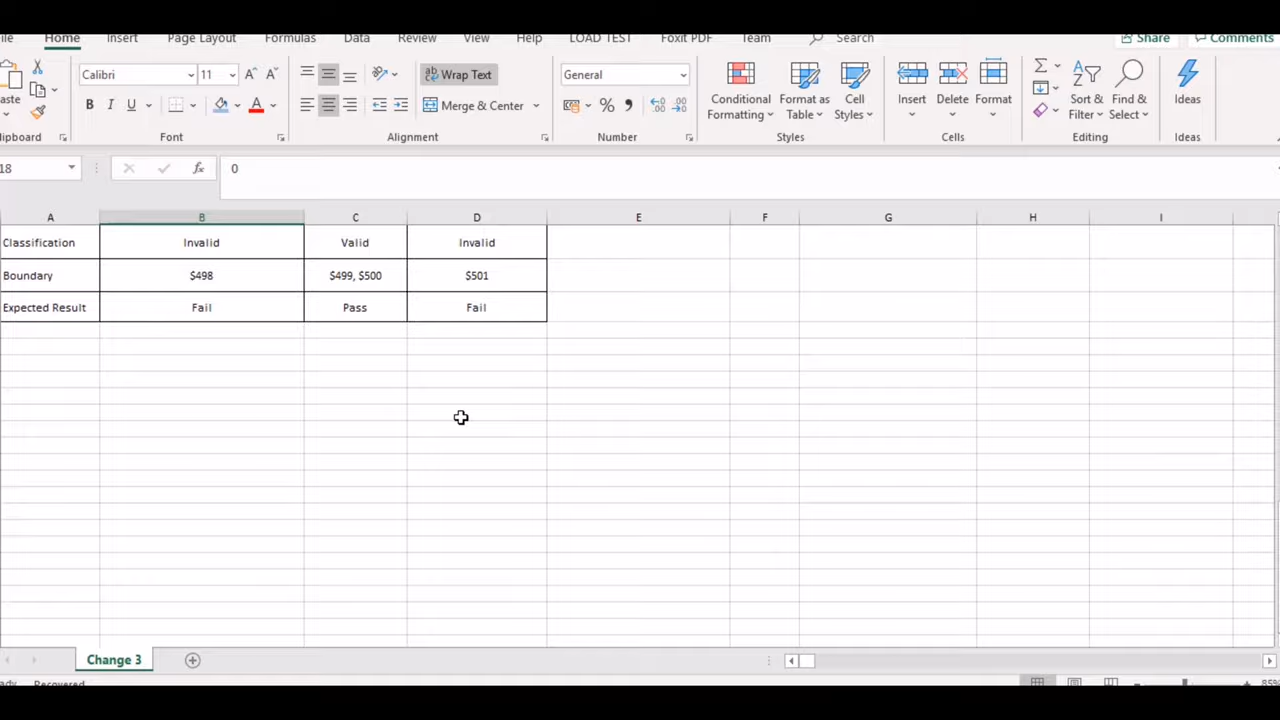 ile Home Insert Page Layout Formulas Data Review View Help LOAD TEST Foxit PDF Team Search Share Comments
aste Calibri 11 A A Wrap Text General Conditional Formatting Format as Table Cell Styles Insert Delete Format Sort & Filter Find & Select Ideas
B I U A Merge & Center % 9
lipboard Font Alignment Number Styles Cells Editing Ideas
18 fx 0
A B C D E F G H I
Classification Invalid Valid Invalid
Boundary $498 $499, $500 $501
Expected Result Fail Pass Fail
Change 3
ady Recovered 85%